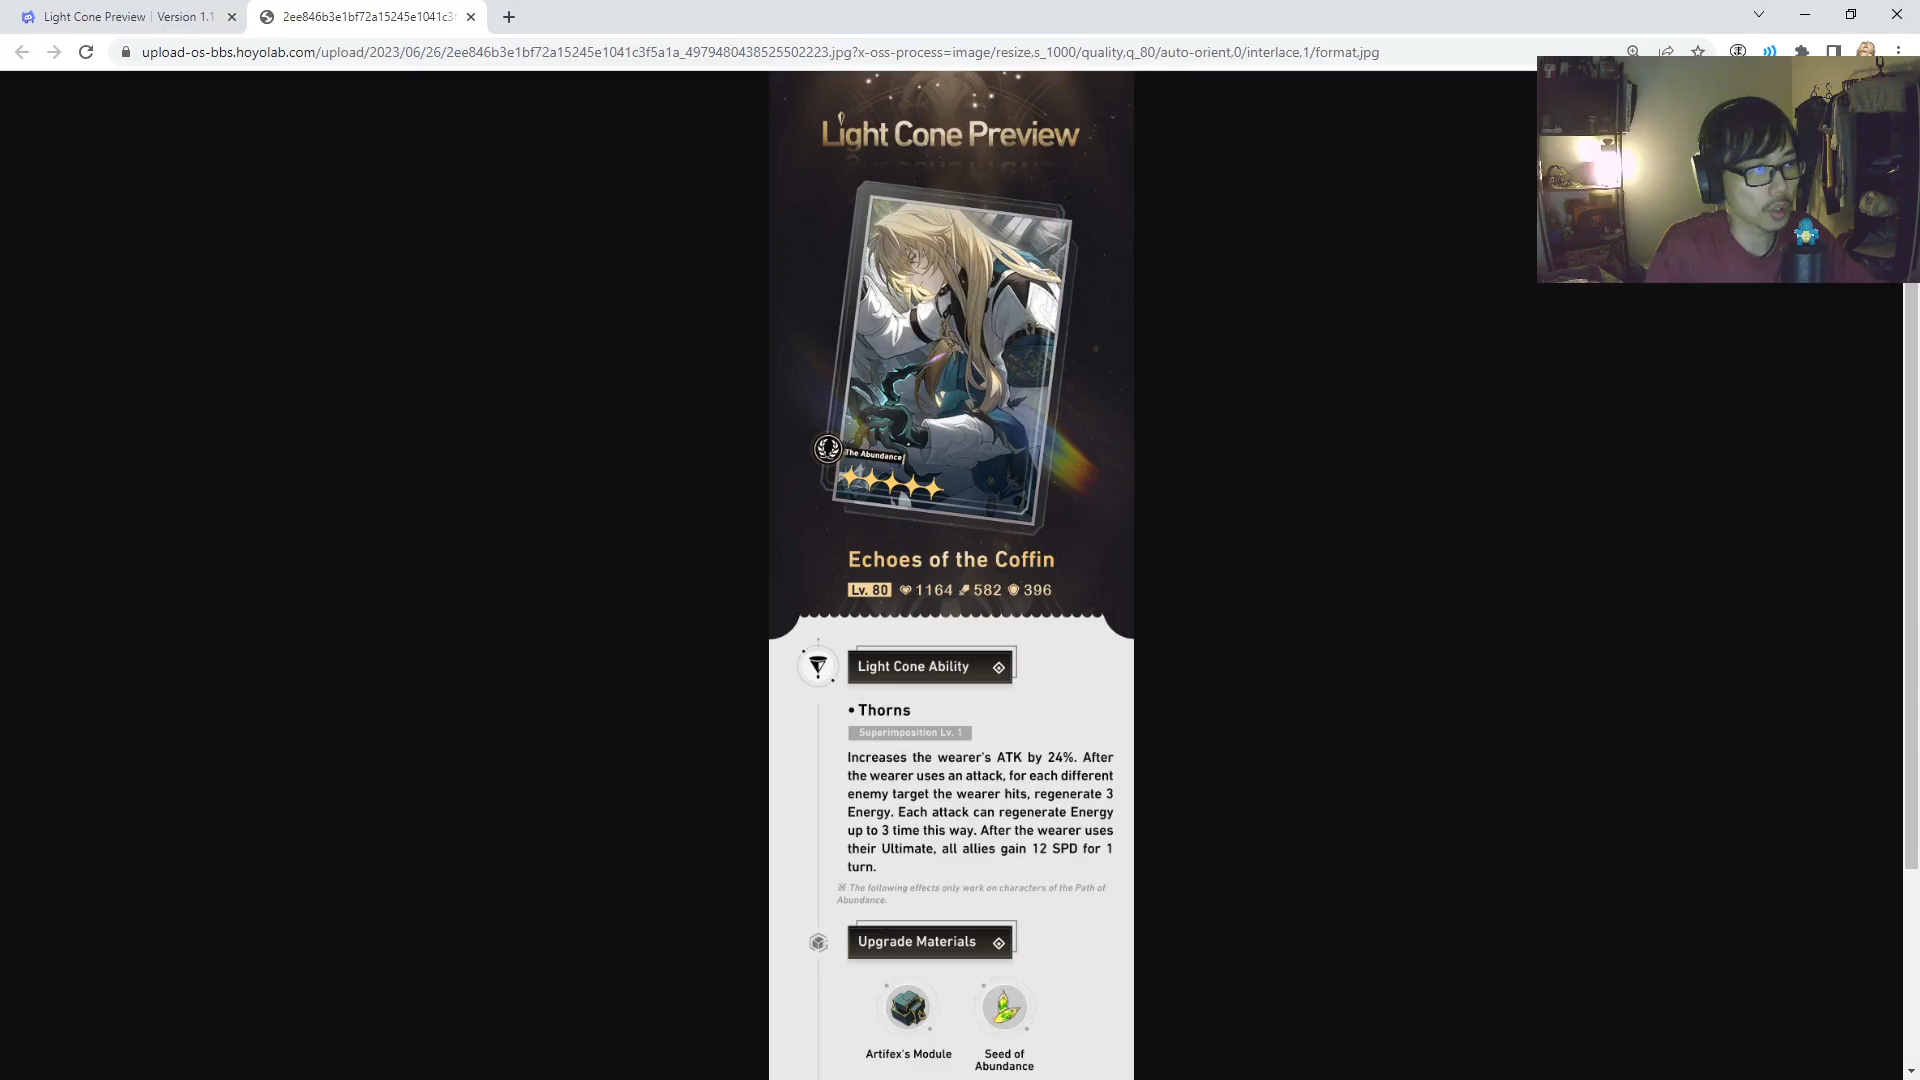 Light Cone Preview | Version 1.1
2ee846b3e1bf72a15245e1041c3f
upload-os-bbs.hoyolab.com/upload/2023/06/26/2ee846b3e1bf72a15245e1041c3f5a1a_4979480438525502223.jpg?x-oss-process=image/resize,s_1000/quality,q_80/auto-orient,0/interlace,1/format,jpg
Light Cone Preview
The Abundance
Echoes of the Coffin
Lv. 80 1164 582 396
Light Cone Ability
• Thorns
Superimposition Lv. 1
Increases the wearer's ATK by 24%. After
the wearer uses an attack, for each different
enemy target the wearer hits, regenerate 3
Energy. Each attack can regenerate Energy
up to 3 time this way. After the wearer uses
their Ultimate, all allies gain 12 SPD for 1
turn.
※ The following effects only work on characters of the Path of
Abundance.
Upgrade Materials
Artifex's Module
Seed of
Abundance